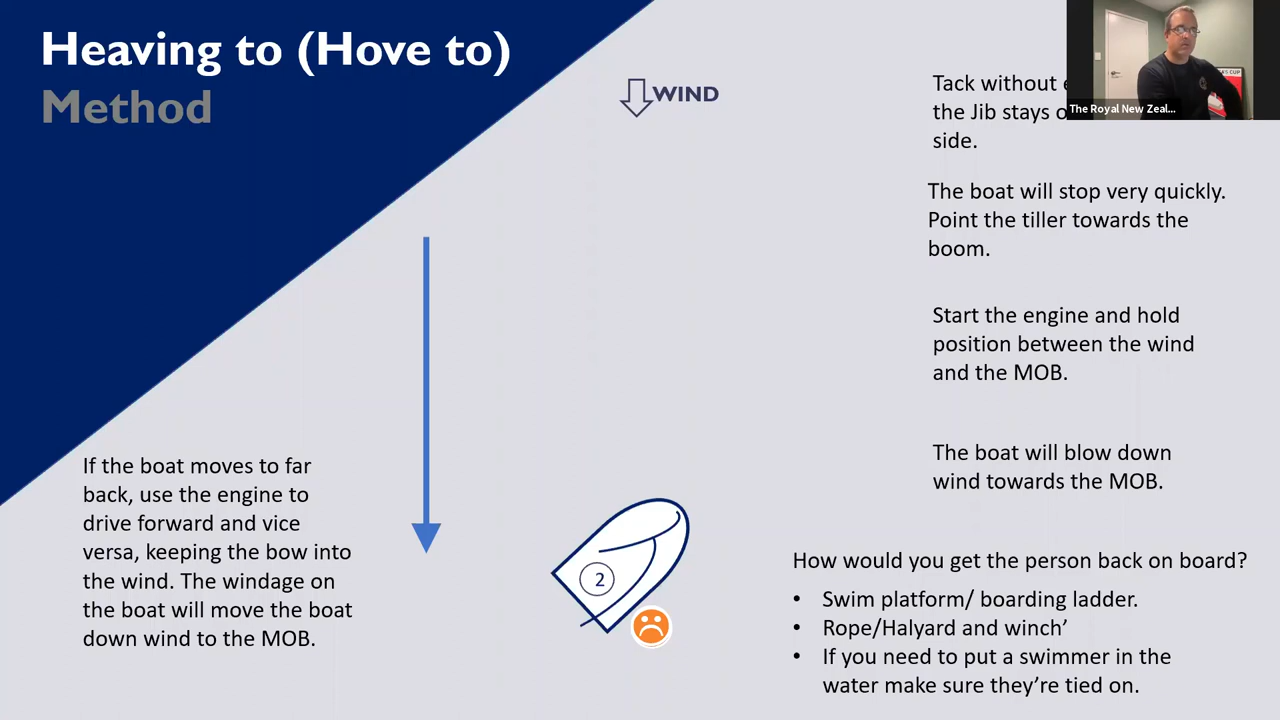 Heaving to (Hove to)
Method
WIND
Tack without
the Jib stays
side.
The Royal New Zeal...
CUP
The boat will stop very quickly.
Point the tiller towards the
boom.
Start the engine and hold
position between the wind
and the MOB.
The boat will blow down
wind towards the MOB.
If the boat moves to far
back, use the engine to
drive forward and vice
versa, keeping the bow into
the wind. The windage on
the boat will move the boat
down wind to the MOB.
2
How would you get the person back on board?
• Swim platform/ boarding ladder.
• Rope/Halyard and winch’
• If you need to put a swimmer in the
water make sure they’re tied on.